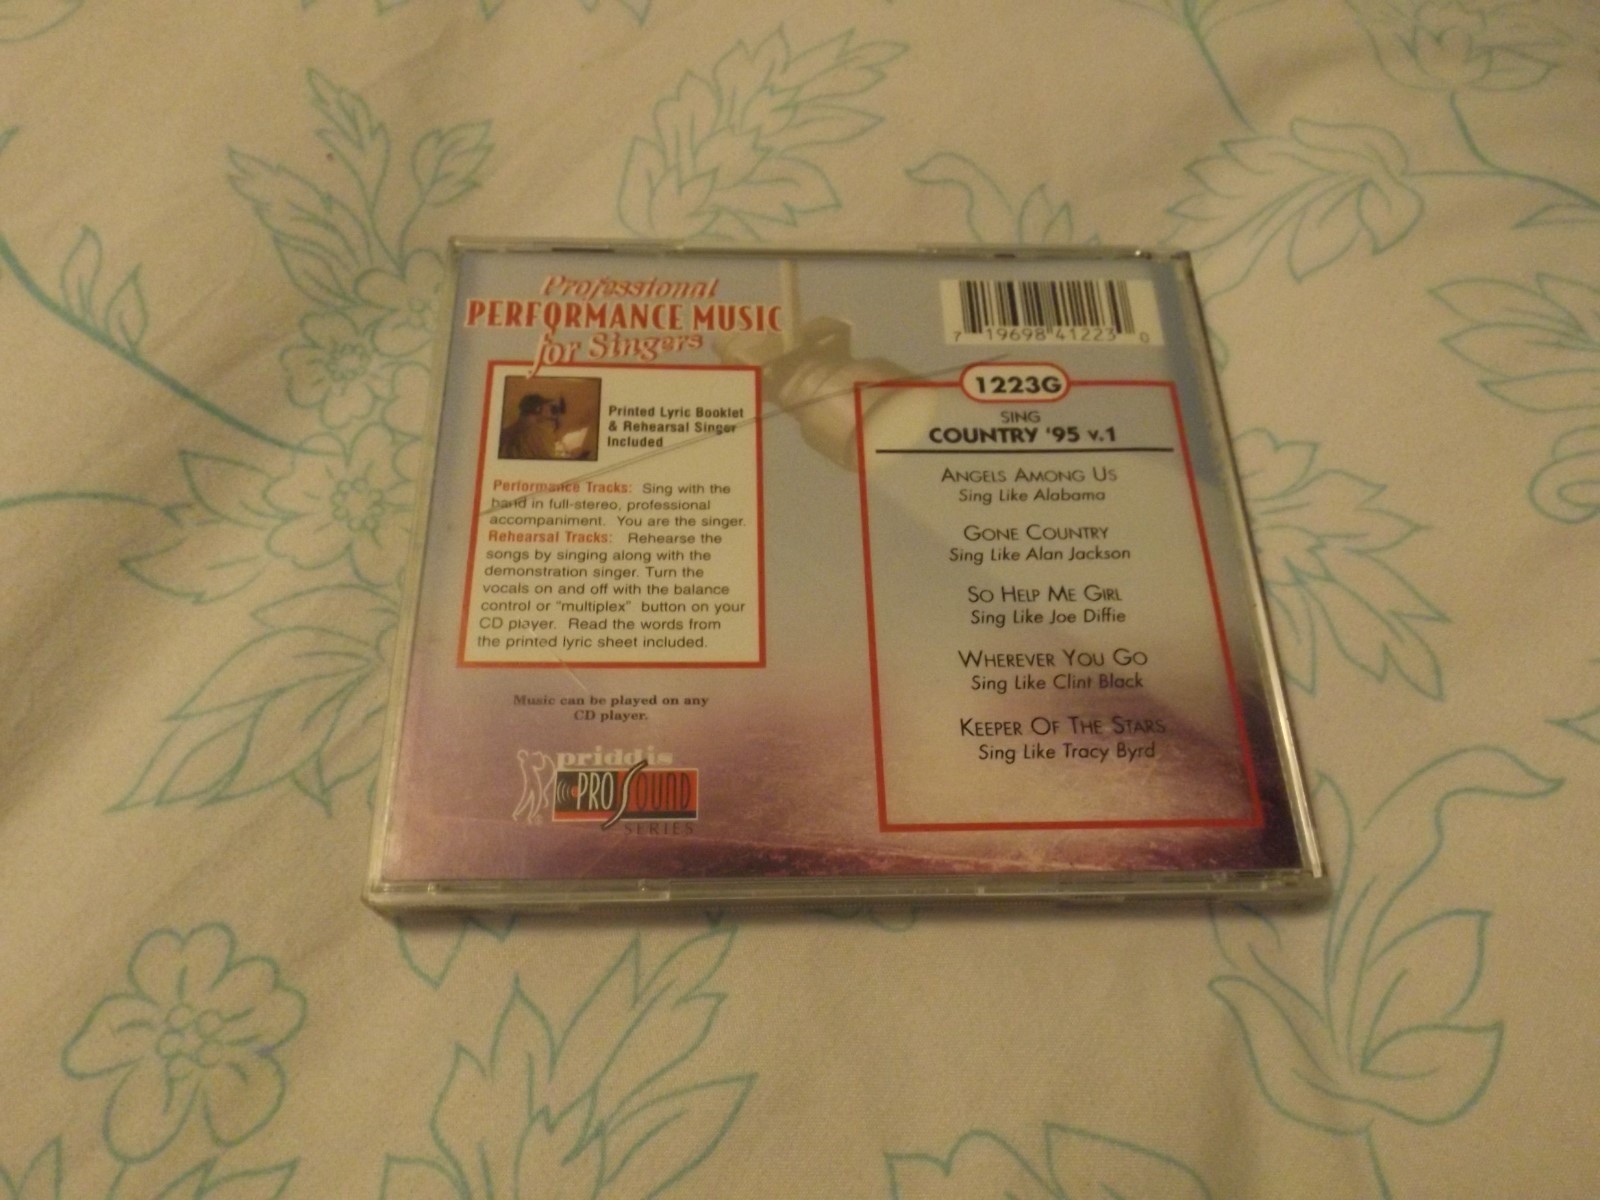 Professional
PERFORMANCE MUSIC
for Singers
Printed Lyric Booklet
& Rehearsal Singer
Included
Performance Tracks: Sing with the
band in full-stereo, professional
accompaniment. You are the singer.
Rehearsal Tracks: Rehearse the
songs by singing along with the
demonstration singer. Turn the
vocals on and off with the balance
control or "multiplex" button on your
CD player. Read the words from
the printed lyric sheet included.
Music can be played on any
CD player.
priddis
PRO SOUND
SERIES
7 19698 41223 0
1223G
SING
COUNTRY '95 v.1
ANGELS AMONG US
Sing Like Alabama
GONE COUNTRY
Sing Like Alan Jackson
SO HELP ME GIRL
Sing Like Joe Diffie
WHEREVER YOU GO
Sing Like Clint Black
KEEPER OF THE STARS
Sing Like Tracy Byrd